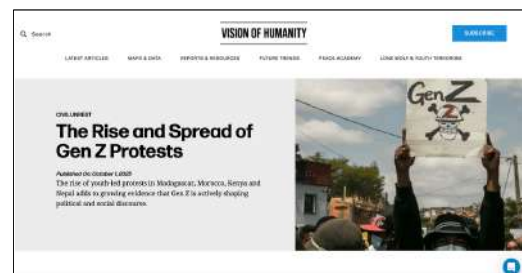 Search
VISION OF HUMANITY
SUBSCRIBE
LATEST ARTICLES MAPS & DATA REPORTS & RESOURCES FUTURE TRENDS PEACE ACADEMY LONE WOLF & YOUTH TERRORISM
CIVIL UNREST
The Rise and Spread of
Gen Z Protests
Published On: October 1, 2025
The rise of youth-led protests in Madagascar, Morocco, Kenya and
Nepal adds to growing evidence that Gen Z is actively shaping
political and social discourse.
Gen Z
Z